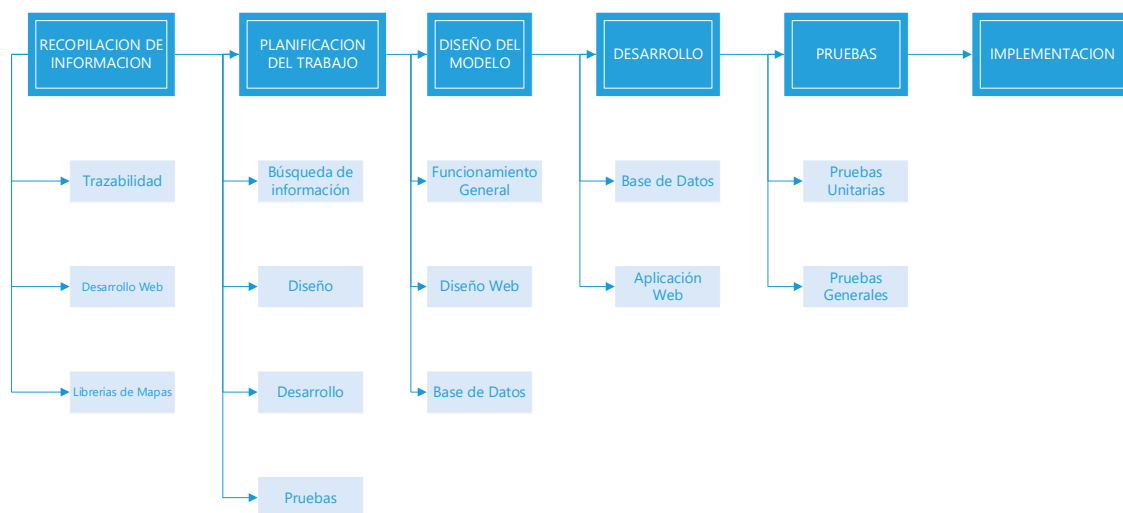 RECOPILACION DE
INFORMACION
PLANIFICACION
DEL TRABAJO
DISEÑO DEL
MODELO
DESARROLLO
PRUEBAS
IMPLEMENTACION
Trazabilidad
Búsqueda de
información
Funcionamiento
General
Base de Datos
Pruebas
Unitarias
Desarrollo Web
Diseño
Diseño Web
Aplicación
Web
Pruebas
Generales
Librerias de Mapas
Desarrollo
Base de Datos
Pruebas